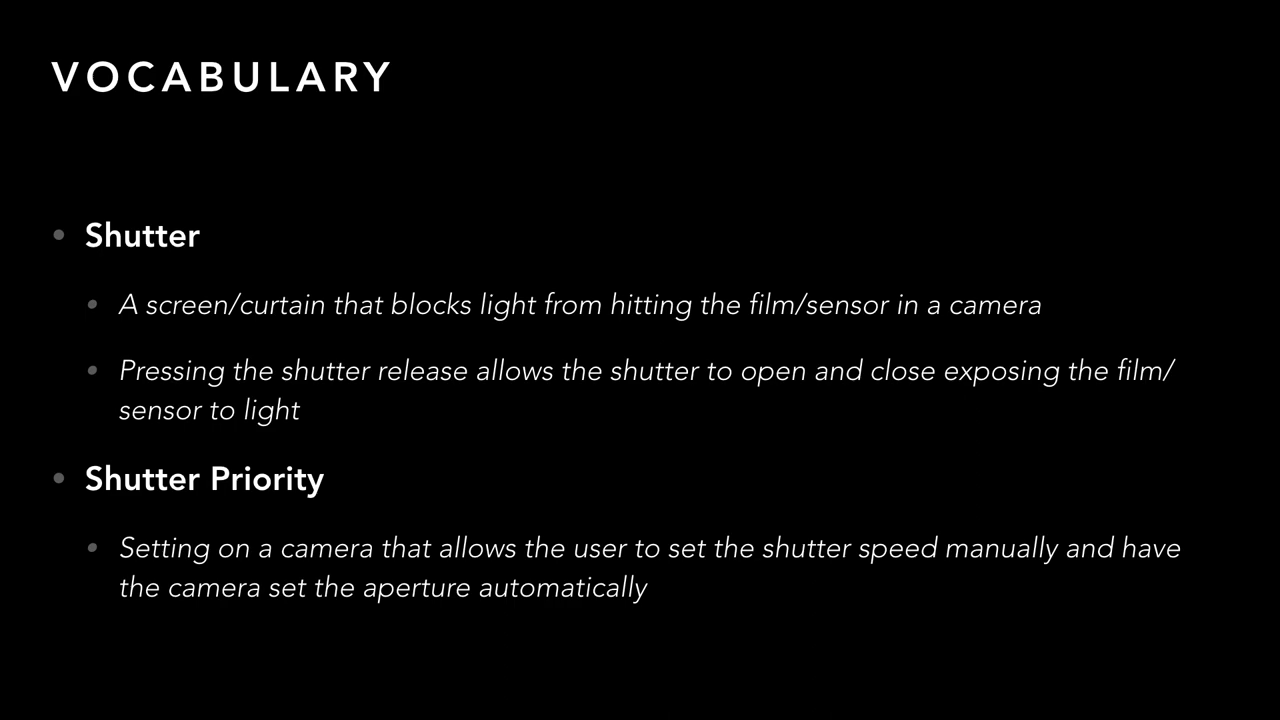 VOCABULARY
• Shutter
• A screen/curtain that blocks light from hitting the film/sensor in a camera
• Pressing the shutter release allows the shutter to open and close exposing the film/
sensor to light
• Shutter Priority
• Setting on a camera that allows the user to set the shutter speed manually and have
the camera set the aperture automatically